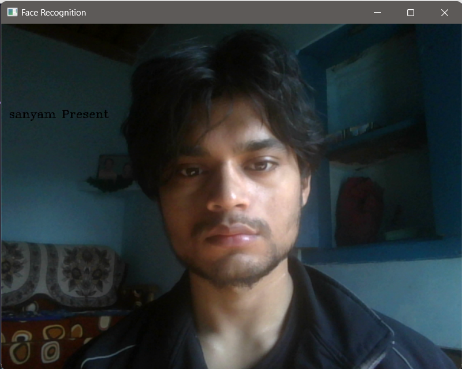 Face Recognition
sanyam Present